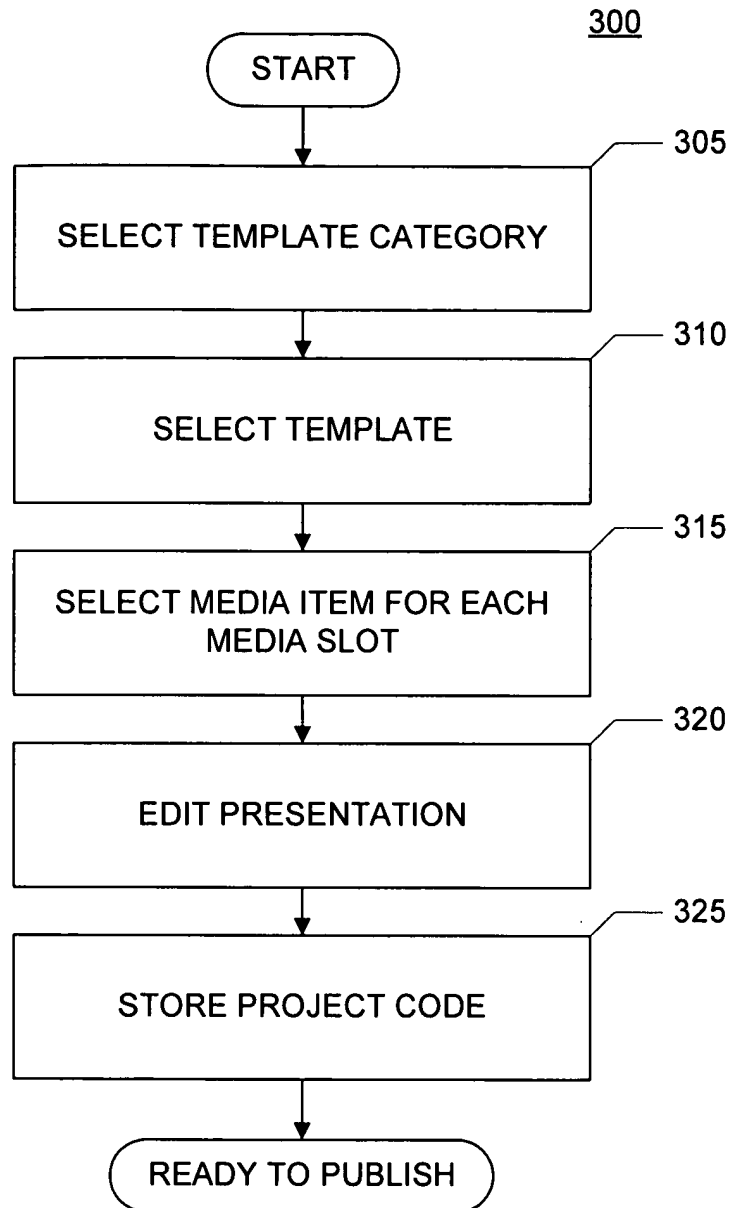 300
START
305
SELECT TEMPLATE CATEGORY
310
SELECT TEMPLATE
315
SELECT MEDIA ITEM FOR EACH
MEDIA SLOT
320
EDIT PRESENTATION
325
STORE PROJECT CODE
READY TO PUBLISH